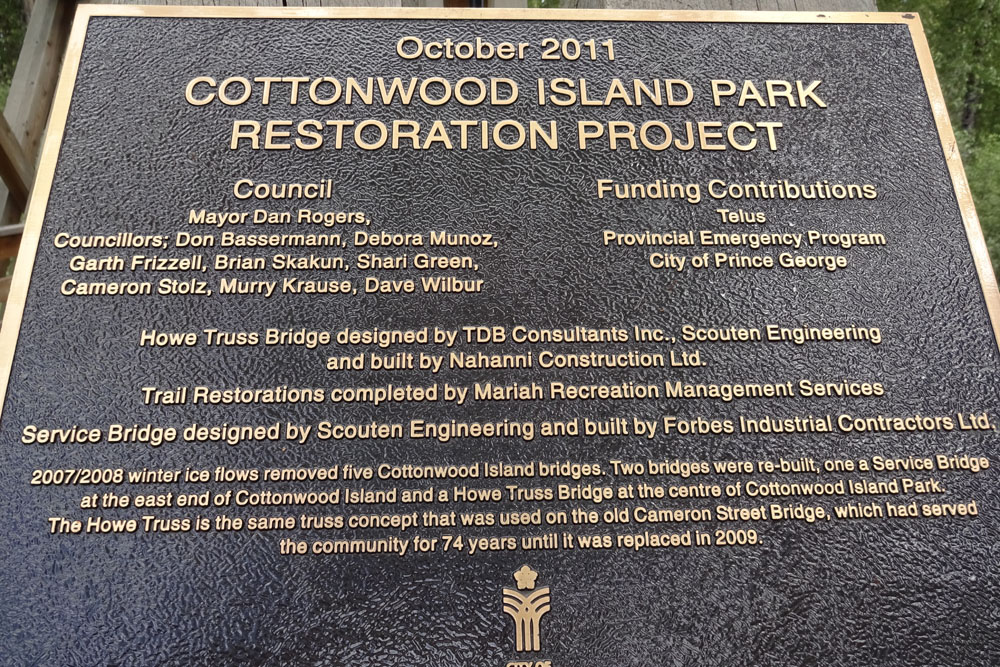 October 2011
COTTONWOOD ISLAND PARK
RESTORATION PROJECT
Council
Mayor Dan Rogers,
Councillors; Don Bassermann, Debora Munoz,
Garth Frizzell, Brian Skakun, Shari Green,
Cameron Stolz, Murry Krause, Dave Wilbur
Funding Contributions
Telus
Provincial Emergency Program
City of Prince George
Howe Truss Bridge designed by TDB Consultants Inc., Scouten Engineering
and built by Nahanni Construction Ltd.
Trail Restorations completed by Mariah Recreation Management Services
Service Bridge designed by Scouten Engineering and built by Forbes Industrial Contractors Ltd.
2007/2008 winter ice flows removed five Cottonwood Island bridges. Two bridges were re-built, one a Service Bridge
at the east end of Cottonwood Island and a Howe Truss Bridge at the centre of Cottonwood Island Park.
The Howe Truss is the same truss concept that was used on the old Cameron Street Bridge, which had served
the community for 74 years until it was replaced in 2009.
CITY OF